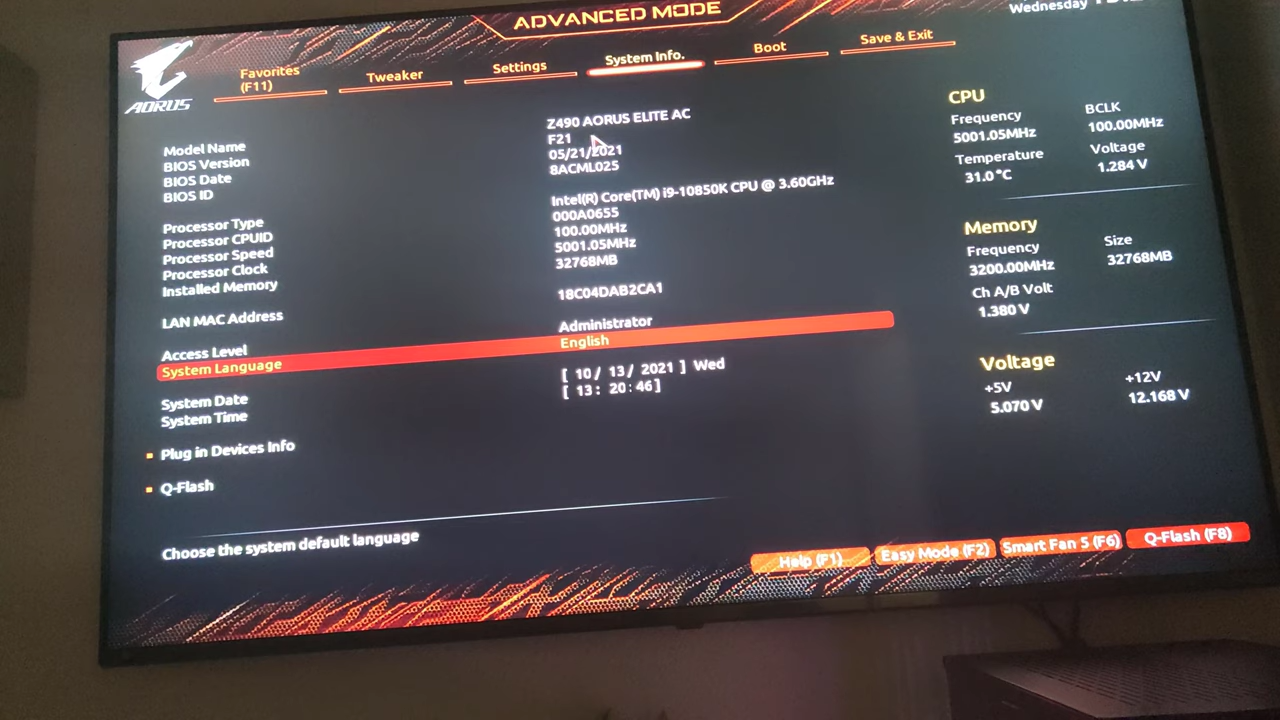 ADVANCED MODE
Wednesday
AORUS
Favorites
(F11)
Tweaker
Settings
System Info.
Boot
Save & Exit
Model Name Z490 AORUS ELITE AC
BIOS Version F21
BIOS Date 05/21/2021
BIOS ID 8ACML025
Processor Type Intel(R) Core(TM) i9-10850K CPU @ 3.60GHz
Processor CPUID 000A0655
Processor Speed 100.00MHz
Processor Clock 5001.05MHz
Installed Memory 32768MB
LAN MAC Address 18C04DAB2CA1
Access Level Administrator
System Language English
System Date [ 10/ 13/ 2021 ] Wed
System Time [ 13: 20:46 ]
Plug in Devices Info
Q-Flash
Choose the system default language
CPU
Frequency BCLK
5001.05MHz 100.00MHz
Temperature Voltage
31.0 °C 1.284 V
Memory
Frequency Size
3200.00MHz 32768MB
Ch A/B Volt
1.380 V
Voltage
+5V +12V
5.070 V 12.168 V
Help (F1) Easy Mode (F2) Smart Fan 5 (F6) Q-Flash (F8)